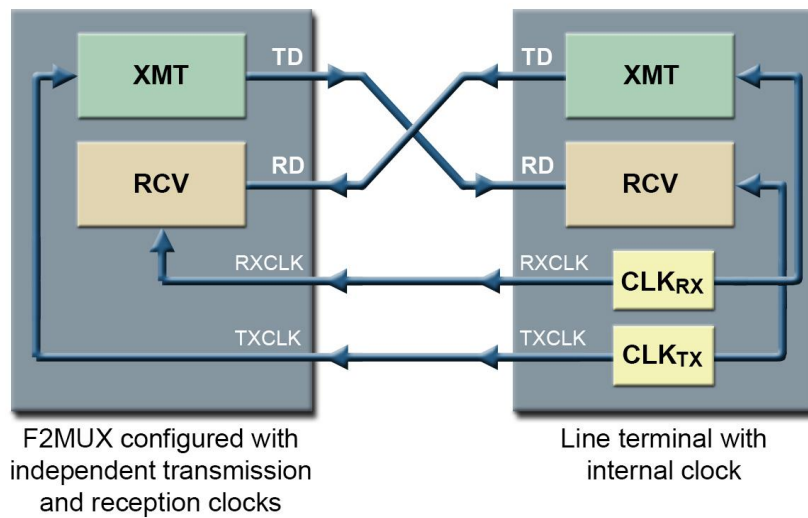 XMT
TD
TD
XMT
RCV
RD
RD
RCV
RXCLK
RXCLK
CLKRX
TXCLK
TXCLK
CLKTX
F2MUX configured with
independent transmission
and reception clocks
Line terminal with
internal clock